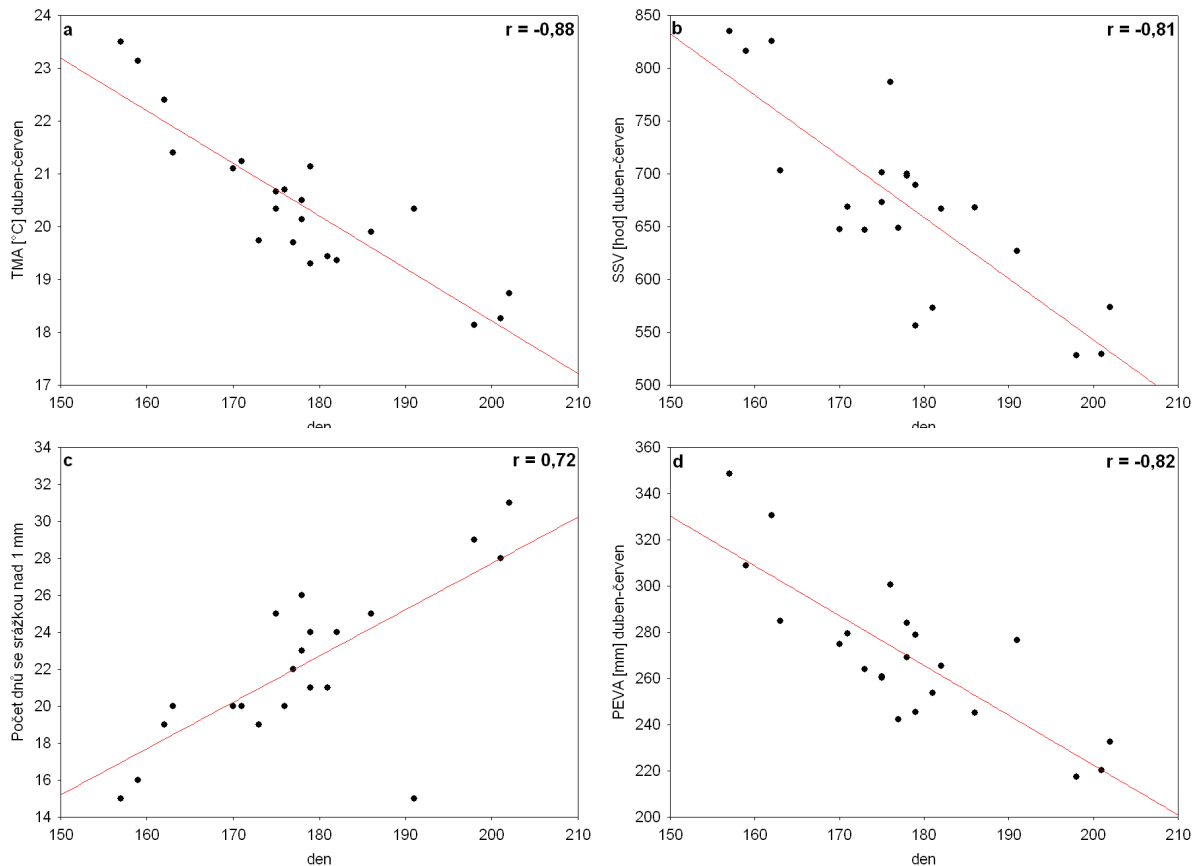 a
r = -0,88
TMA [°C] duben-červen
24
23
22
21
20
19
18
17
150 160 170 180 190 200 210
den
b
r = -0,81
SSV [hod] duben-červen
850
800
750
700
650
600
550
500
150 160 170 180 190 200 210
den
c
r = 0,72
Počet dnů se srážkou nad 1 mm
34
32
30
28
26
24
22
20
18
16
14
150 160 170 180 190 200 210
den
d
r = -0,82
PEVA [mm] duben-červen
360
340
320
300
280
260
240
220
200
150 160 170 180 190 200 210
den